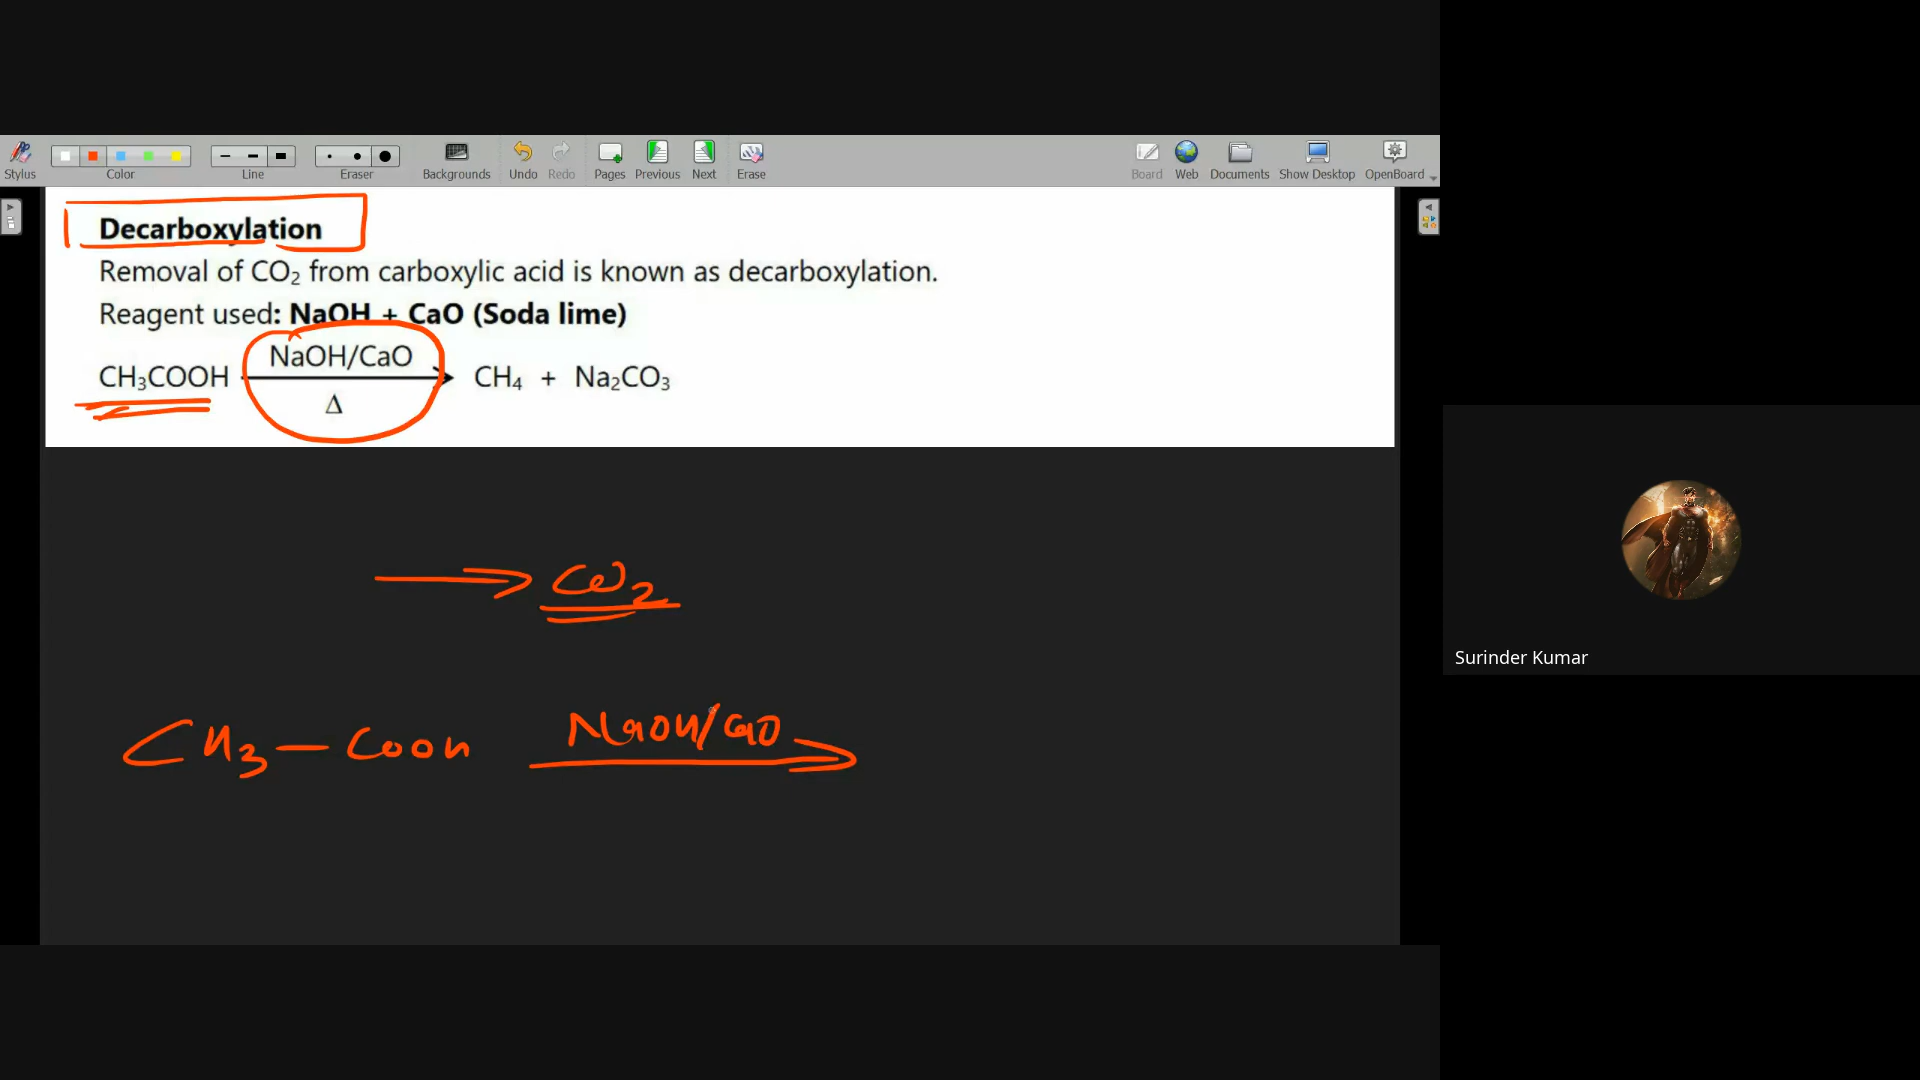 Stylus Color Line Eraser Backgrounds Undo Redo Pages Previous Next Erase Board Web Documents Show Desktop OpenBoard
Decarboxylation
Removal of CO₂ from carboxylic acid is known as decarboxylation.
Reagent used: NaOH + CaO (Soda lime)
NaOH/CaO
CH₃COOH → CH₄ + Na₂CO₃
Δ
→ CO₂
NaOH/CaO
CH₃ — COOH →
Surinder Kumar